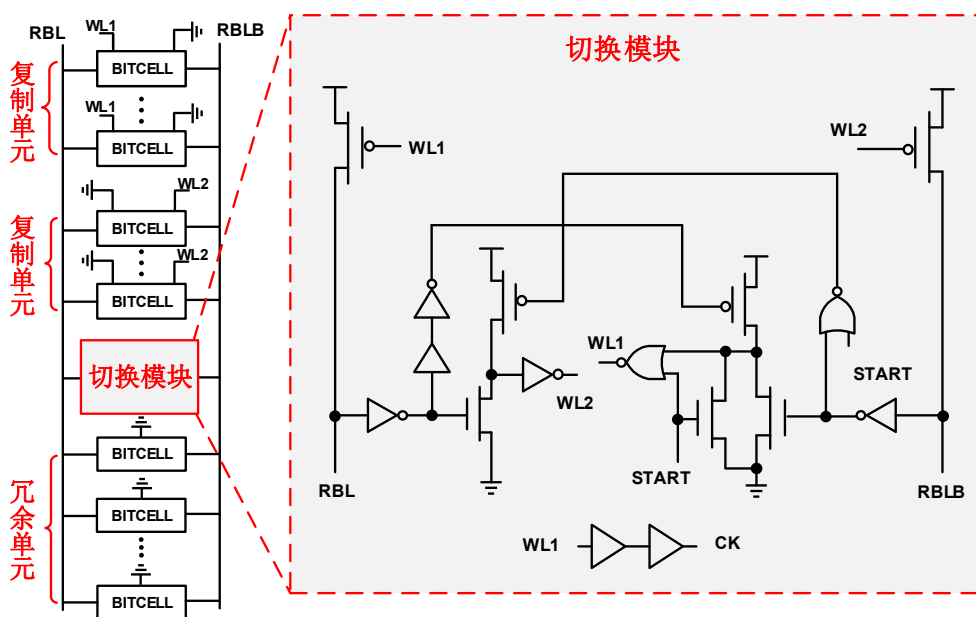 RBL
WL1
RBLB
BITCELL
WL1
BITCELL
复制单元
WL2
BITCELL
WL2
BITCELL
复制单元
切换模块
BITCELL
BITCELL
BITCELL
冗余单元
切换模块
WL1
WL2
WL1
WL2
START
START
RBL
RBLB
WL1
CK